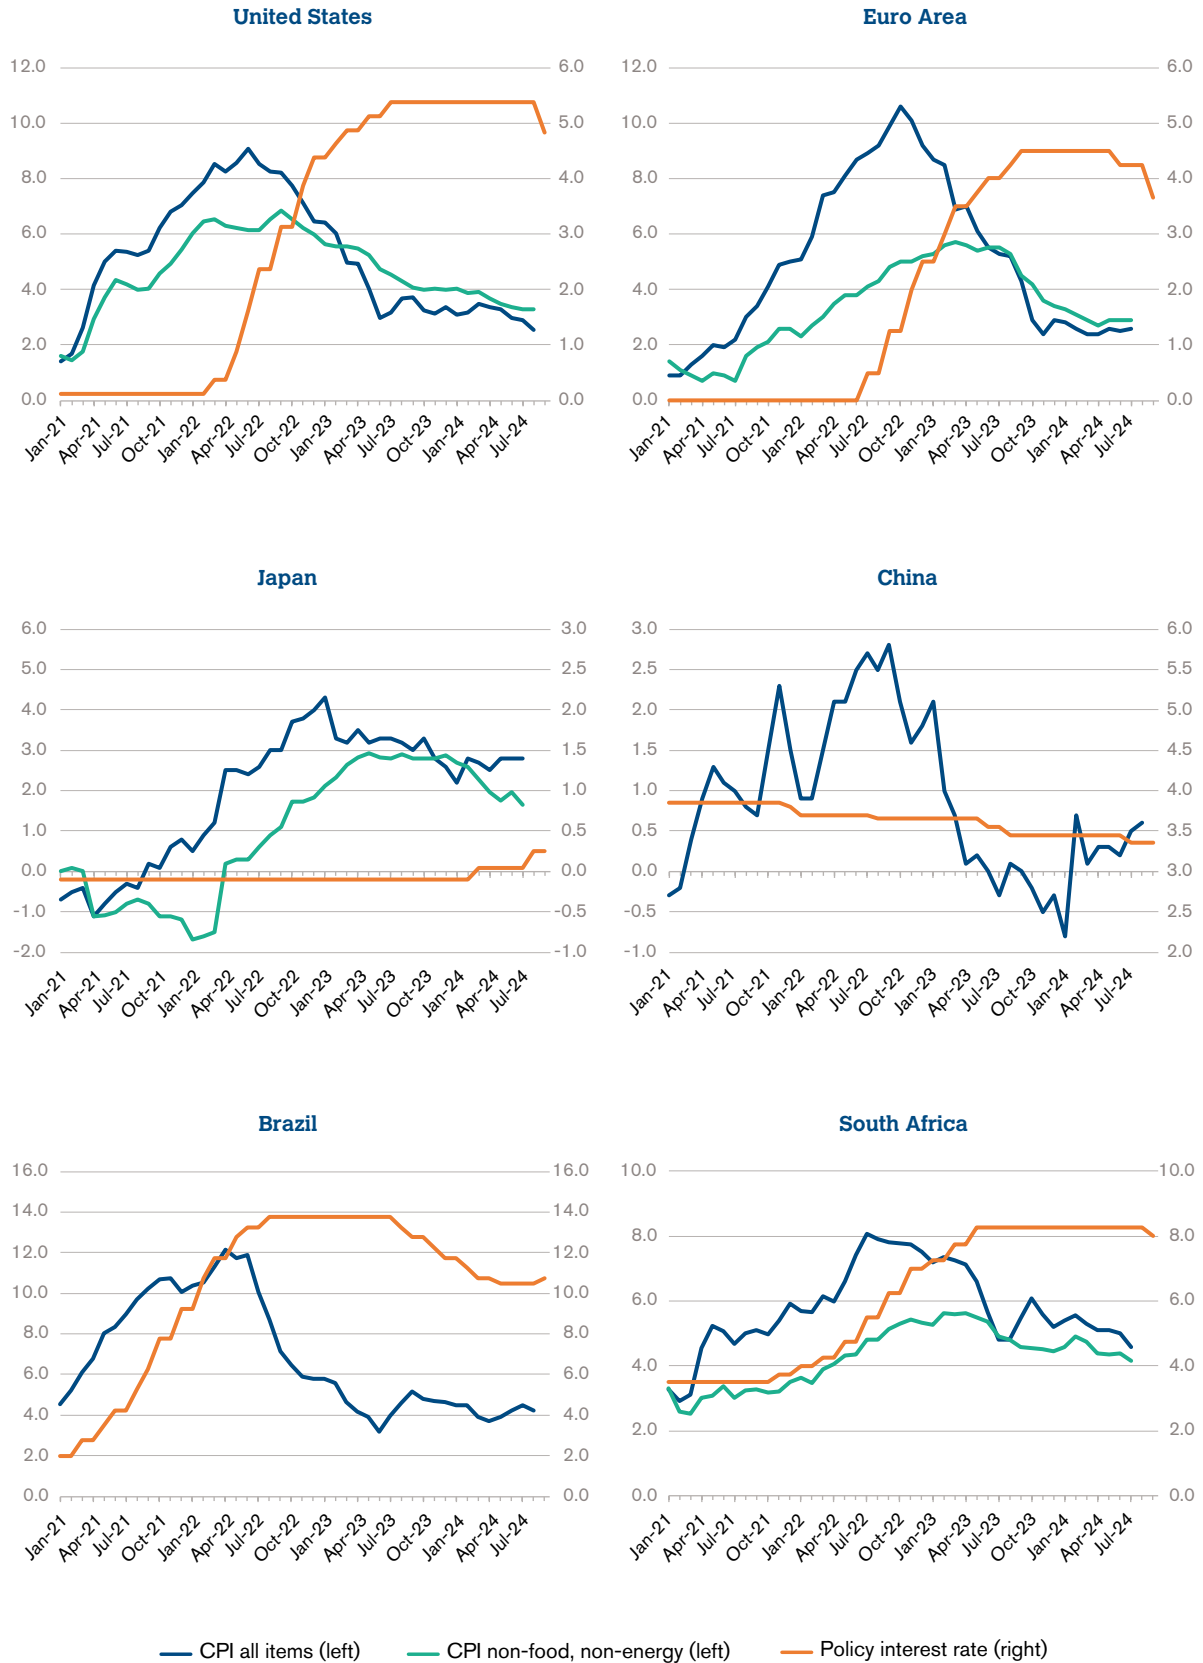 United States
12.0
10.0
8.0
6.0
4.0
2.0
0.0
6.0
5.0
4.0
3.0
2.0
1.0
0.0
Jan-21
Apr-21
Jul-21
Oct-21
Jan-22
Apr-22
Jul-22
Oct-22
Jan-23
Apr-23
Jul-23
Oct-23
Jan-24
Apr-24
Jul-24
Euro Area
12.0
10.0
8.0
6.0
4.0
2.0
0.0
6.0
5.0
4.0
3.0
2.0
1.0
0.0
Jan-21
Apr-21
Jul-21
Oct-21
Jan-22
Apr-22
Jul-22
Oct-22
Jan-23
Apr-23
Jul-23
Oct-23
Jan-24
Apr-24
Jul-24
Japan
6.0
5.0
4.0
3.0
2.0
1.0
0.0
-1.0
-2.0
3.0
2.5
2.0
1.5
1.0
0.5
0.0
-0.5
-1.0
Jan-21
Apr-21
Jul-21
Oct-21
Jan-22
Apr-22
Jul-22
Oct-22
Jan-23
Apr-23
Jul-23
Oct-23
Jan-24
Apr-24
Jul-24
China
3.0
2.5
2.0
1.5
1.0
0.5
0.0
-0.5
-1.0
6.0
5.5
5.0
4.5
4.0
3.5
3.0
2.5
2.0
Jan-21
Apr-21
Jul-21
Oct-21
Jan-22
Apr-22
Jul-22
Oct-22
Jan-23
Apr-23
Jul-23
Oct-23
Jan-24
Apr-24
Jul-24
Brazil
16.0
14.0
12.0
10.0
8.0
6.0
4.0
2.0
0.0
16.0
14.0
12.0
10.0
8.0
6.0
4.0
2.0
0.0
Jan-21
Apr-21
Jul-21
Oct-21
Jan-22
Apr-22
Jul-22
Oct-22
Jan-23
Apr-23
Jul-23
Oct-23
Jan-24
Apr-24
Jul-24
South Africa
10.0
8.0
6.0
4.0
2.0
0.0
10.0
8.0
6.0
4.0
2.0
0.0
Jan-21
Apr-21
Jul-21
Oct-21
Jan-22
Apr-22
Jul-22
Oct-22
Jan-23
Apr-23
Jul-23
Oct-23
Jan-24
Apr-24
Jul-24
CPI all items (left)
CPI non-food, non-energy (left)
Policy interest rate (right)